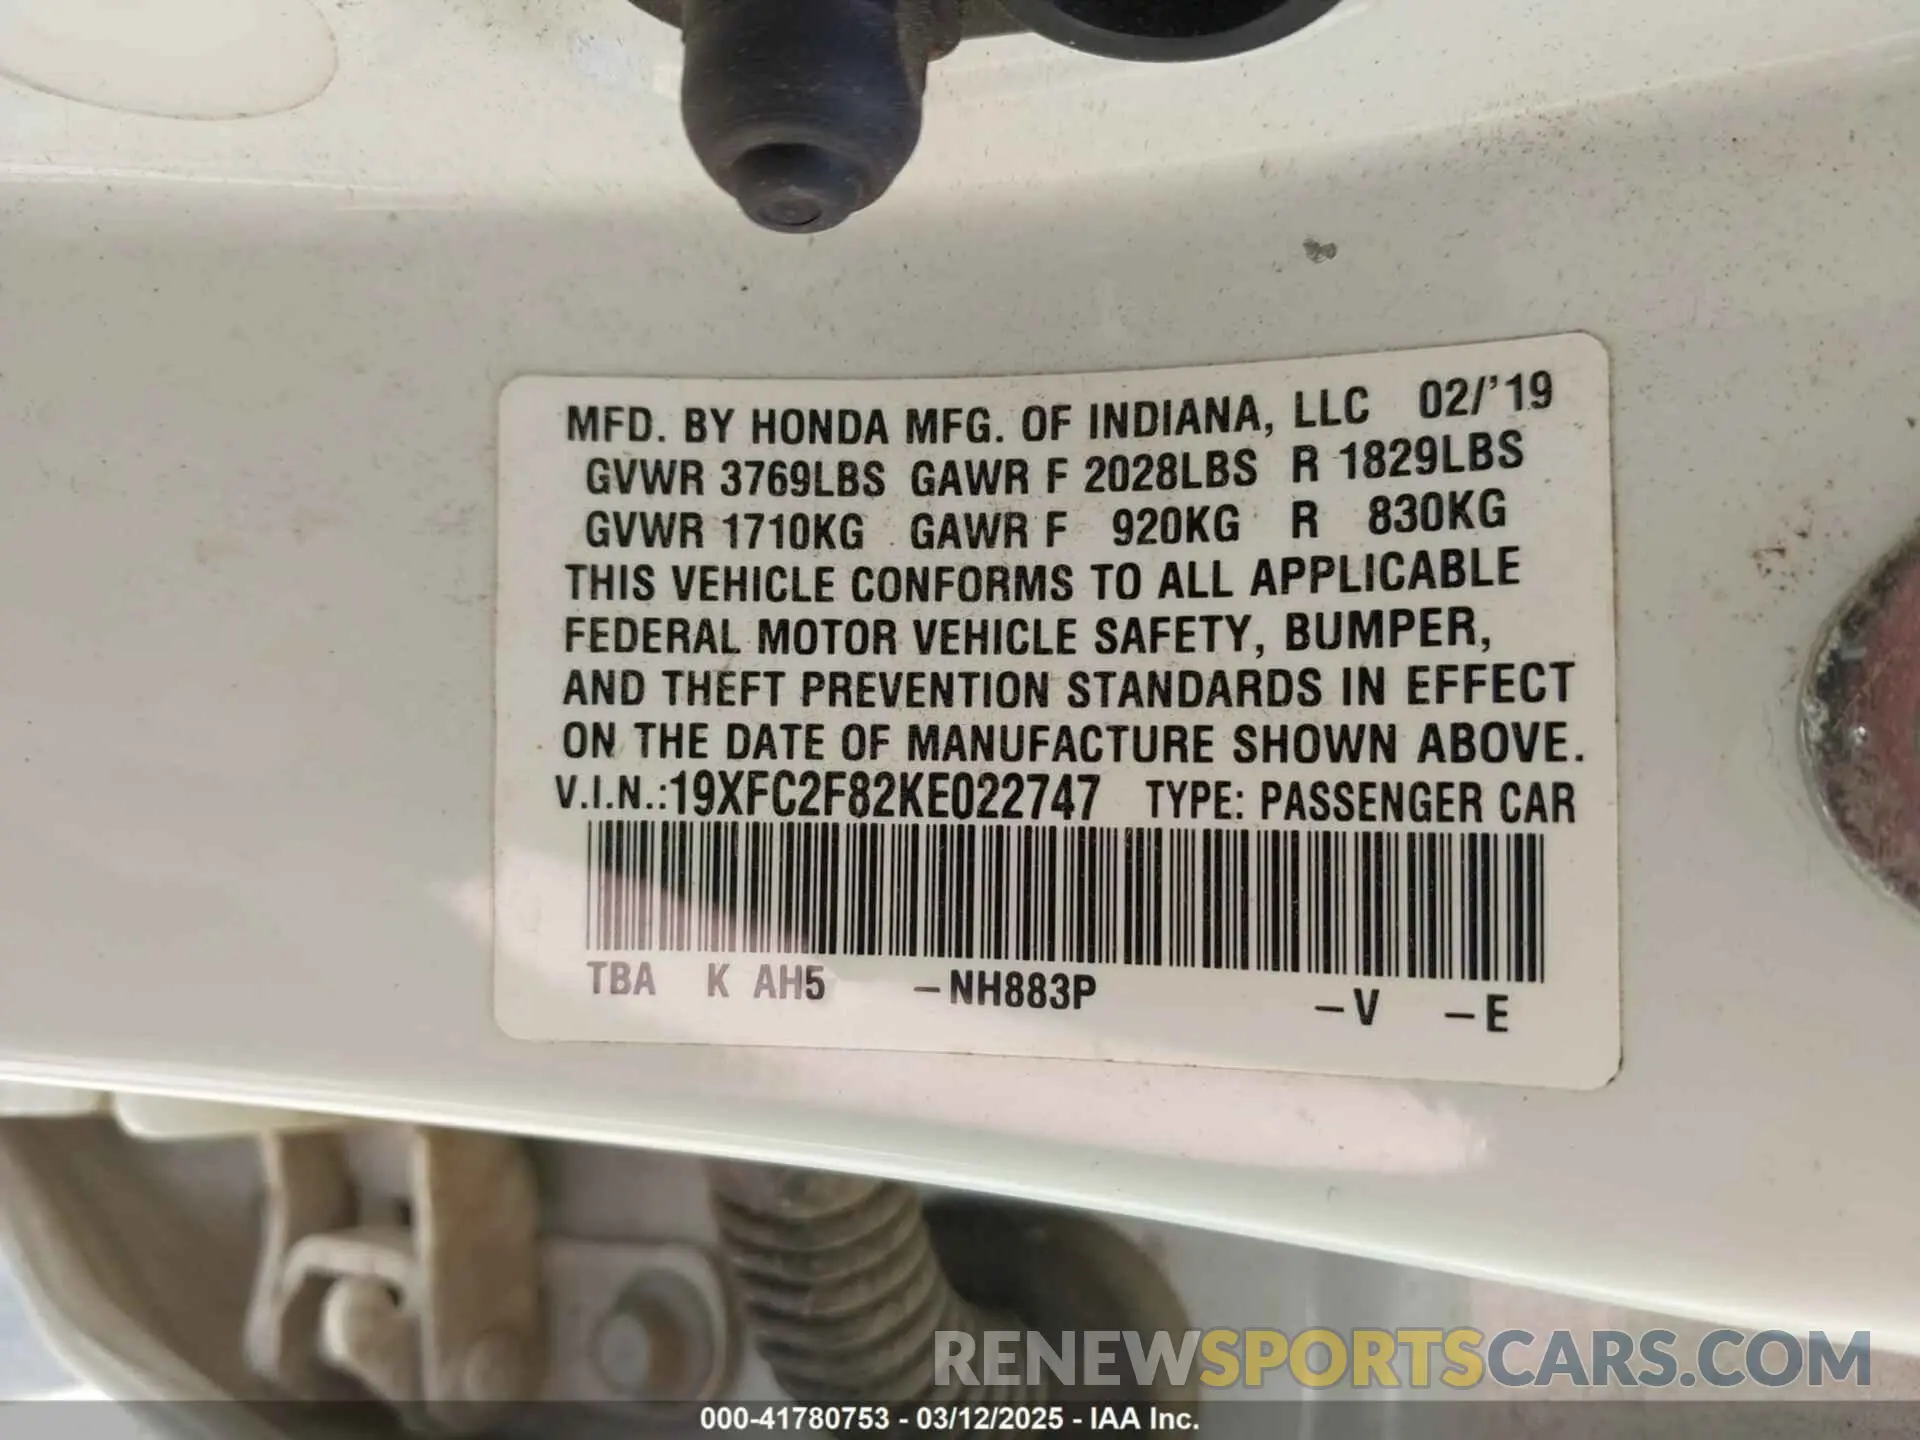 MFD. BY HONDA MFG. OF INDIANA, LLC 02/'19
GVWR 3769LBS GAWR F 2028LBS R 1829LBS
GVWR 1710KG GAWR F 920KG R 830KG
THIS VEHICLE CONFORMS TO ALL APPLICABLE
FEDERAL MOTOR VEHICLE SAFETY, BUMPER,
AND THEFT PREVENTION STANDARDS IN EFFECT
ON THE DATE OF MANUFACTURE SHOWN ABOVE.
V.I.N.:19XFC2F82KE022747 TYPE: PASSENGER CAR
TBA K AH5 –NH883P –V –E
RENEWSPORTSCARS.COM
000-41780753 - 03/12/2025 - IAA Inc.